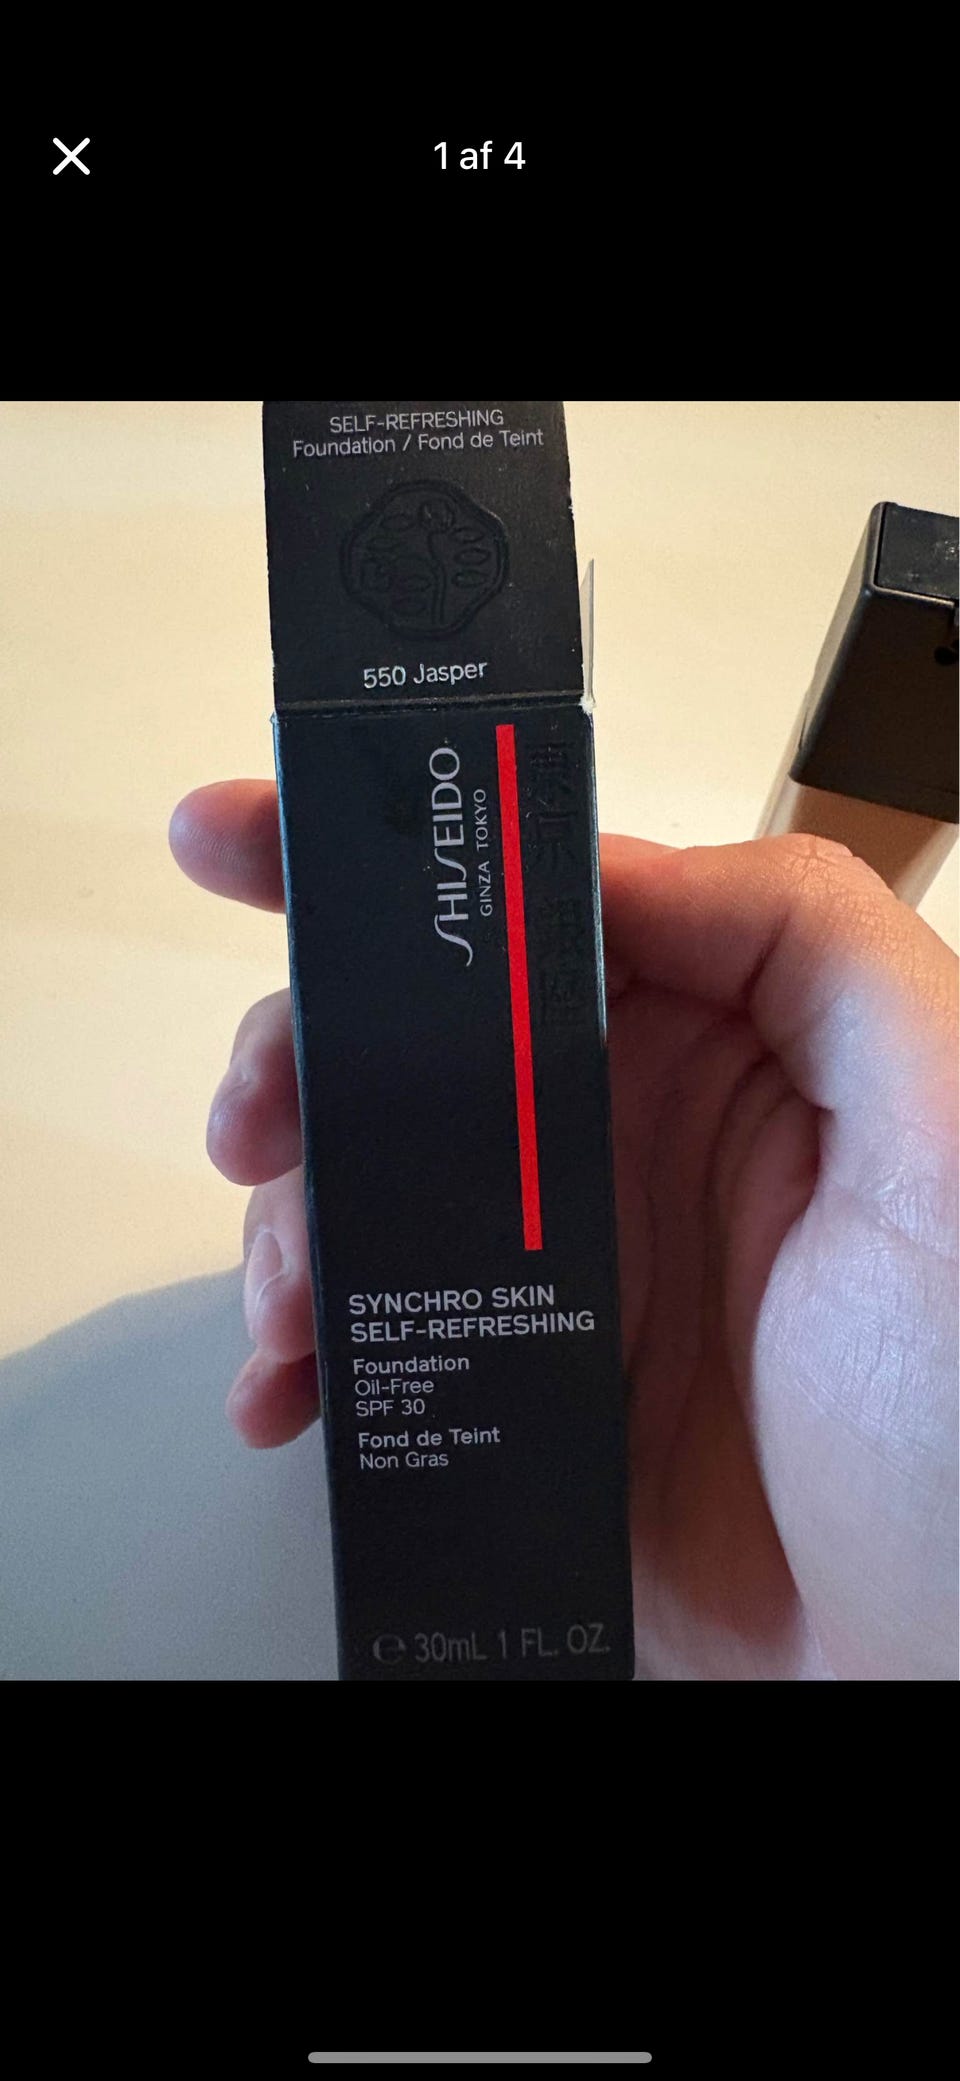 1 af 4
SELF-REFRESHING
Foundation / Fond de Teint
550 Jasper
SHISEIDO
GINZA TOKYO
SYNCHRO SKIN
SELF-REFRESHING
Foundation
Oil-Free
SPF 30
Fond de Teint
Non Gras
℮ 30mL 1 FL. OZ.